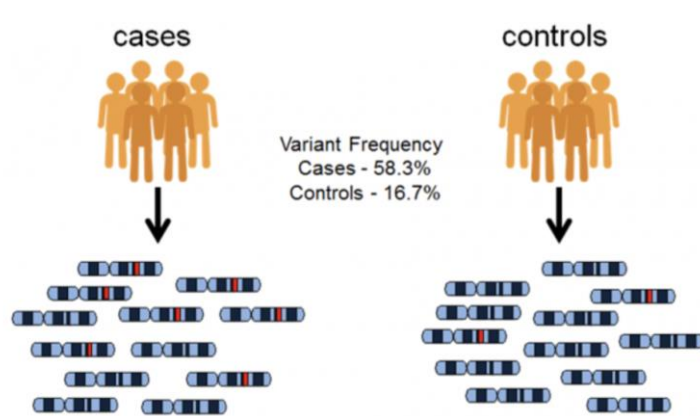 cases
controls
Variant Frequency
Cases - 58.3%
Controls - 16.7%